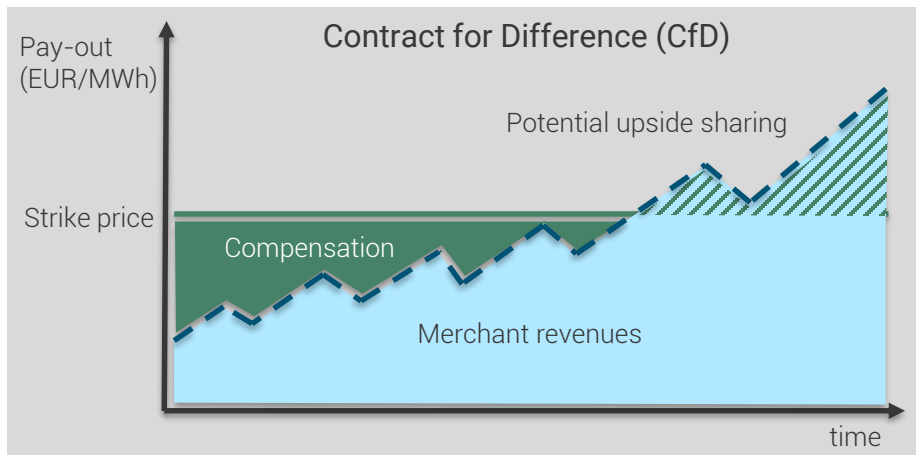 Contract for Difference (CfD)
Pay-out
(EUR/MWh)
Potential upside sharing
Strike price
Compensation
Merchant revenues
time